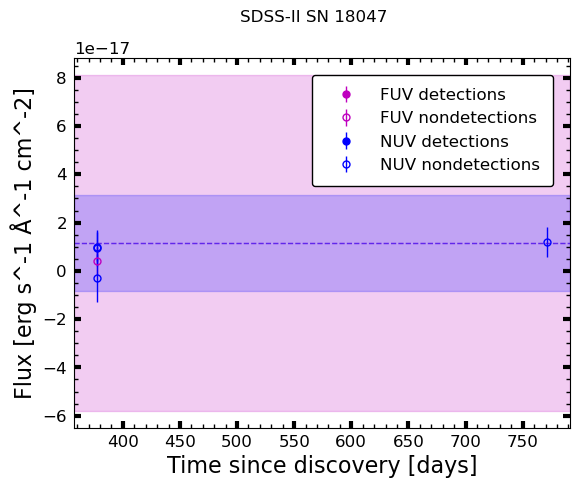 SDSS-II SN 18047
1e−17
8
6
4
2
0
−2
−4
−6
Flux [erg s^-1 Å^-1 cm^-2]
FUV detections
FUV nondetections
NUV detections
NUV nondetections
400 450 500 550 600 650 700 750
Time since discovery [days]